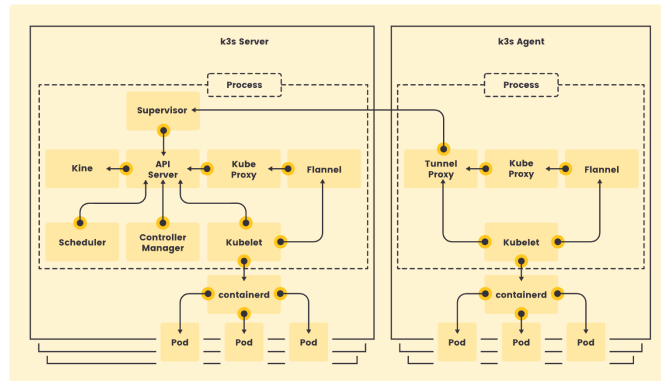 k3s Server
k3s Agent
Process
Process
Supervisor
Kine
API
Server
Kube
Proxy
Flannel
Tunnel
Proxy
Kube
Proxy
Flannel
Scheduler
Controller
Manager
Kubelet
Kubelet
containerd
containerd
Pod
Pod
Pod
Pod
Pod
Pod